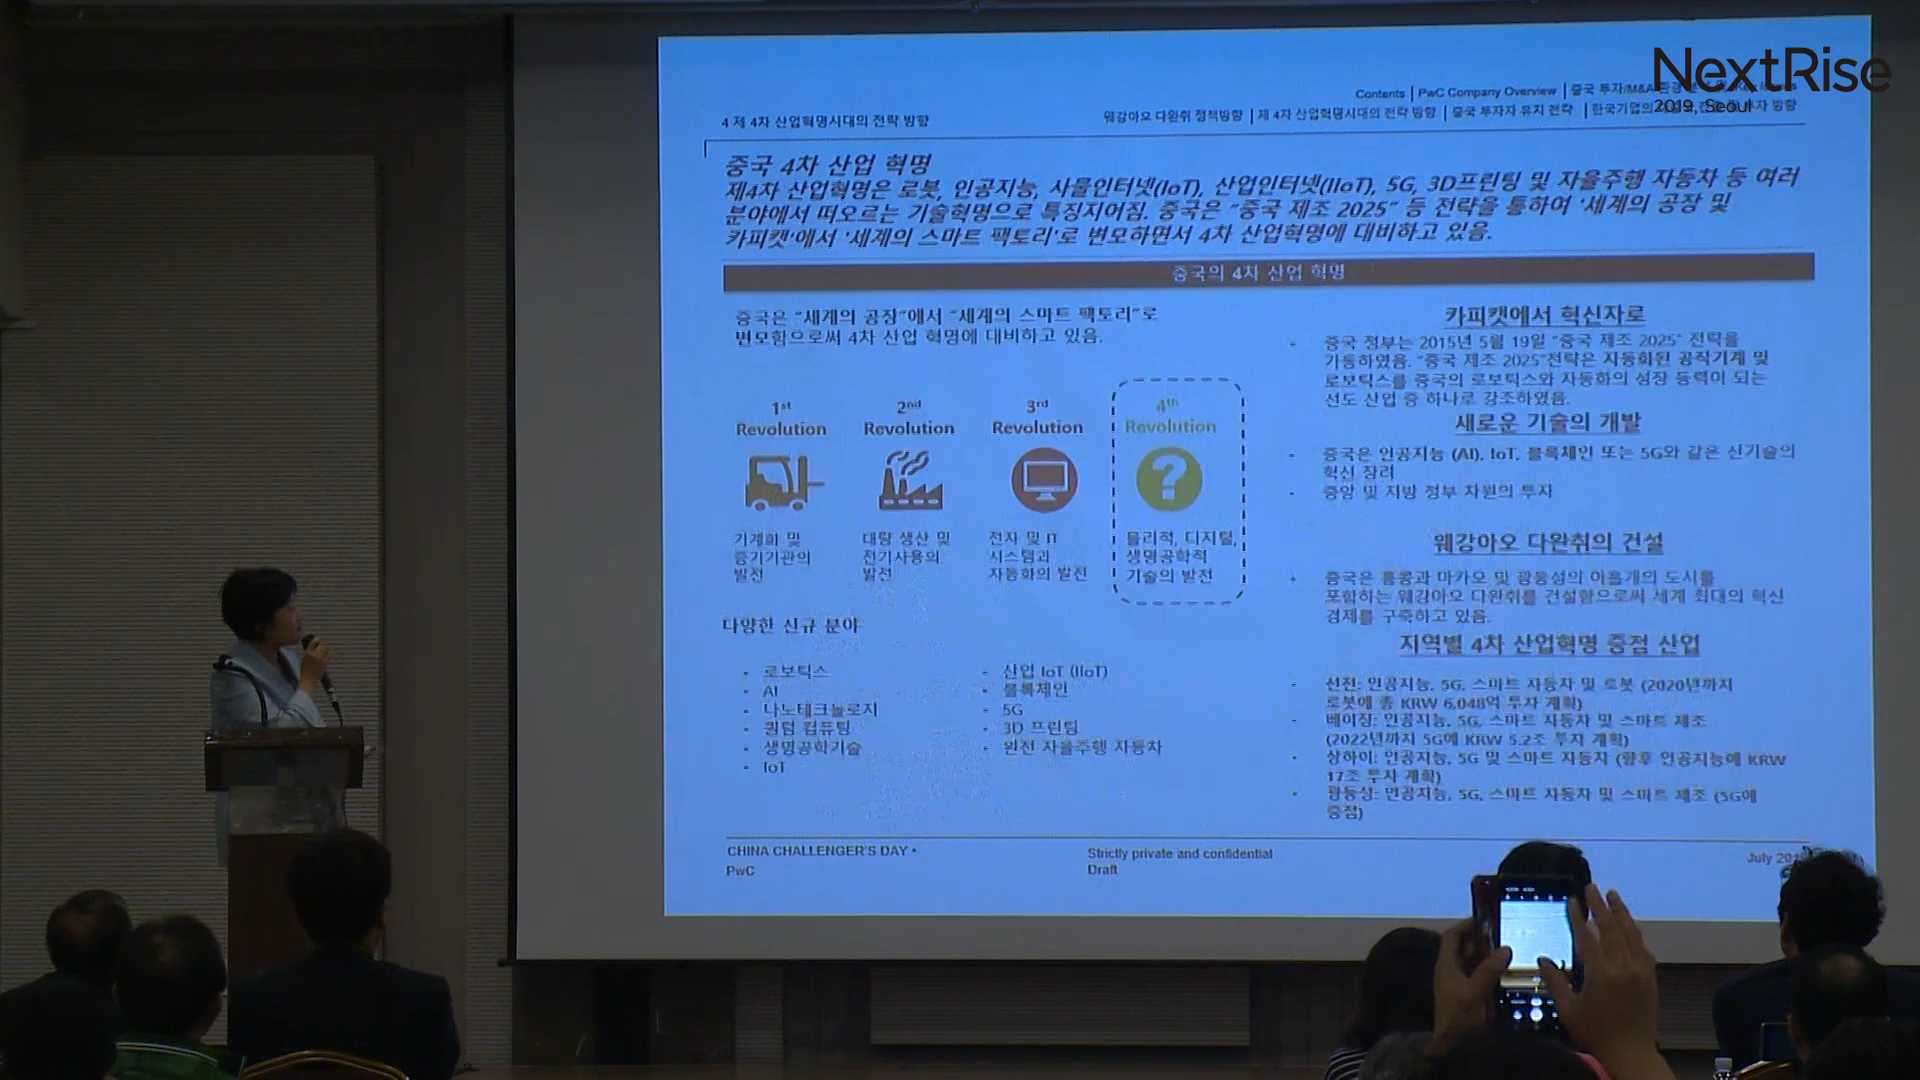 NextRise
2019, Seoul
Contents | PwC Company Overview | 중국 투자/M&A
4 제 4차 산업혁명시대의 전략 방향
웨강아오 다완취 정책방향 | 제 4차 산업혁명시대의 전략 방향 | 중국 투자자 유치 전략 | 한국기업의 투자 방향
중국 4차 산업 혁명
제4차 산업혁명은 로봇, 인공지능, 사물인터넷(IoT), 산업인터넷(IIoT), 5G, 3D프린팅 및 자율주행 자동차 등 여러
분야에서 떠오르는 기술혁명으로 특징지어짐. 중국은 "중국 제조 2025" 등 전략을 통하여 '세계의 공장 및
카피캣'에서 '세계의 스마트 팩토리'로 변모하면서 4차 산업혁명에 대비하고 있음.
중국의 4차 산업 혁명
중국은 "세계의 공장"에서 "세계의 스마트 팩토리"로
변모함으로써 4차 산업 혁명에 대비하고 있음.
1st Revolution
기계화 및
증기기관의
발전
2nd Revolution
대량 생산 및
전기사용의
발전
3rd Revolution
전자 및 IT
시스템과
자동화의 발전
4th Revolution
?
물리적, 디지털,
생명공학적
기술의 발전
다양한 신규 분야
- 로보틱스
- AI
- 나노테크놀로지
- 퀀텀 컴퓨팅
- 생명공학기술
- IoT
- 산업 IoT (IIoT)
- 블록체인
- 5G
- 3D 프린팅
- 완전 자율주행 자동차
카피캣에서 혁신자로
- 중국 정부는 2015년 5월 19일 "중국 제조 2025" 전략을
가동하였음. "중국 제조 2025"전략은 자동화된 공작기계 및
로보틱스를 중국의 로보틱스와 자동화의 성장 동력이 되는
선도 산업 중 하나로 강조하였음.
새로운 기술의 개발
- 중국은 인공지능 (AI), IoT, 블록체인 또는 5G와 같은 신기술의
혁신 장려
- 중앙 및 지방 정부 차원의 투자
웨강아오 다완취의 건설
- 중국은 홍콩과 마카오 및 광동성의 아홉개의 도시를
포함하는 웨강아오 다완취를 건설함으로써 세계 최대의 혁신
경제를 구축하고 있음.
지역별 4차 산업혁명 중점 산업
- 선전: 인공지능, 5G, 스마트 자동차 및 로봇 (2020년까지
로봇에 총 KRW 6,048억 투자 계획)
- 베이징: 인공지능, 5G, 스마트 자동차 및 스마트 제조
(2022년까지 5G에 KRW 5.2조 투자 계획)
- 상하이: 인공지능, 5G 및 스마트 자동차 (향후 인공지능에 KRW
17조 투자 계획)
- 광동성: 인공지능, 5G, 스마트 자동차 및 스마트 제조 (5G에
중점)
CHINA CHALLENGER'S DAY •
PwC
Strictly private and confidential
Draft
July